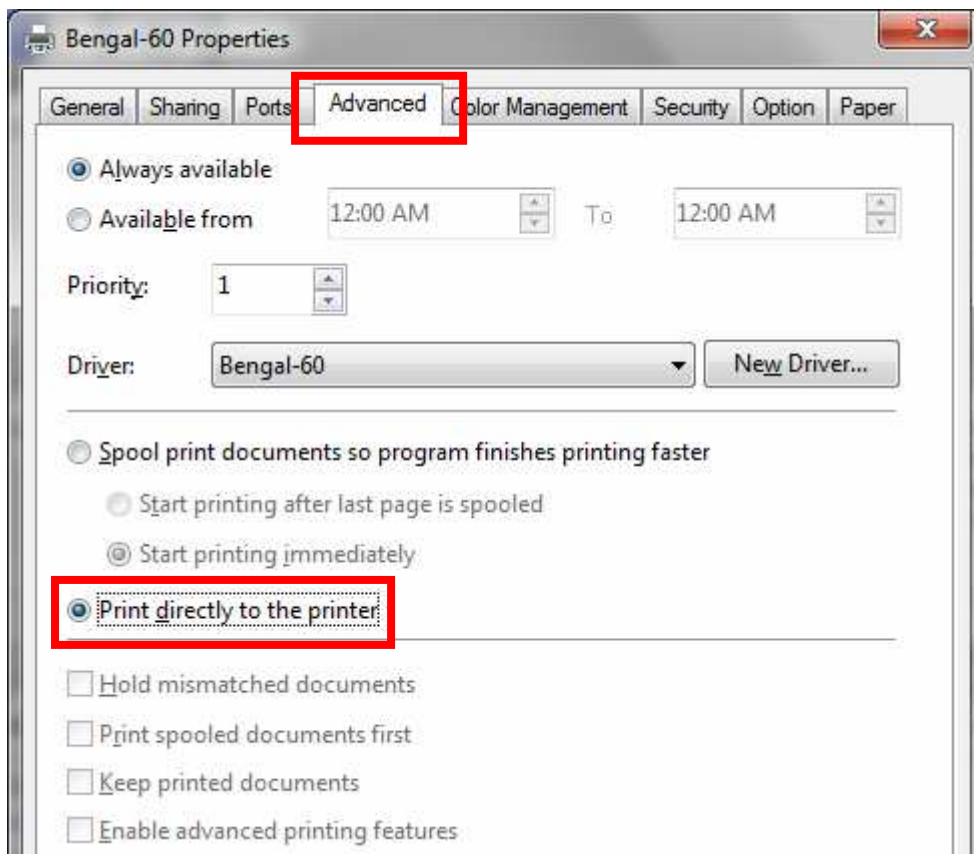 Bengal-60 Properties
General Sharing Ports Advanced Color Management Security Option Paper
Always available
Available from 12:00 AM To 12:00 AM
Priority: 1
Driver: Bengal-60 New Driver...
Spool print documents so program finishes printing faster
Start printing after last page is spooled
Start printing immediately
Print directly to the printer
Hold mismatched documents
Print spooled documents first
Keep printed documents
Enable advanced printing features